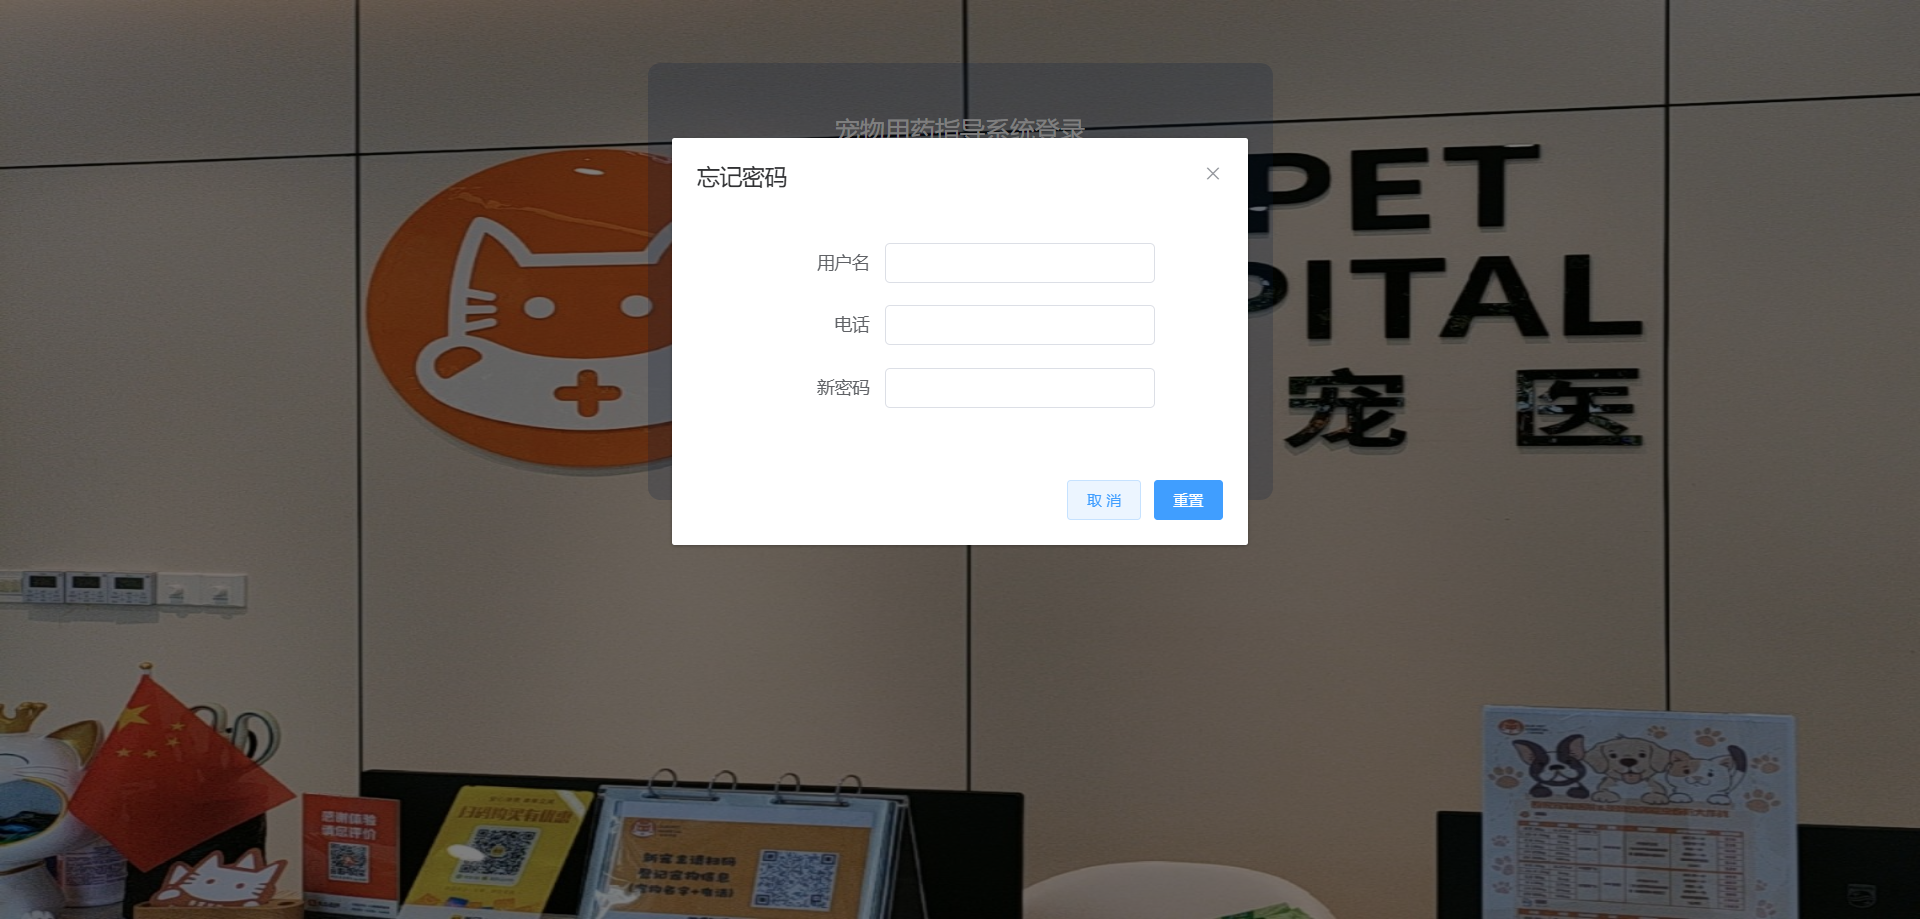 宠物用药指导系统登录
忘记密码
用户名
电话
新密码
取 消
重置
PET
PITAL
宠 医
感谢体验
请您评价
扫码购买有优惠
新宠主请扫码
登记宠物信息
(宠物名字+电话)